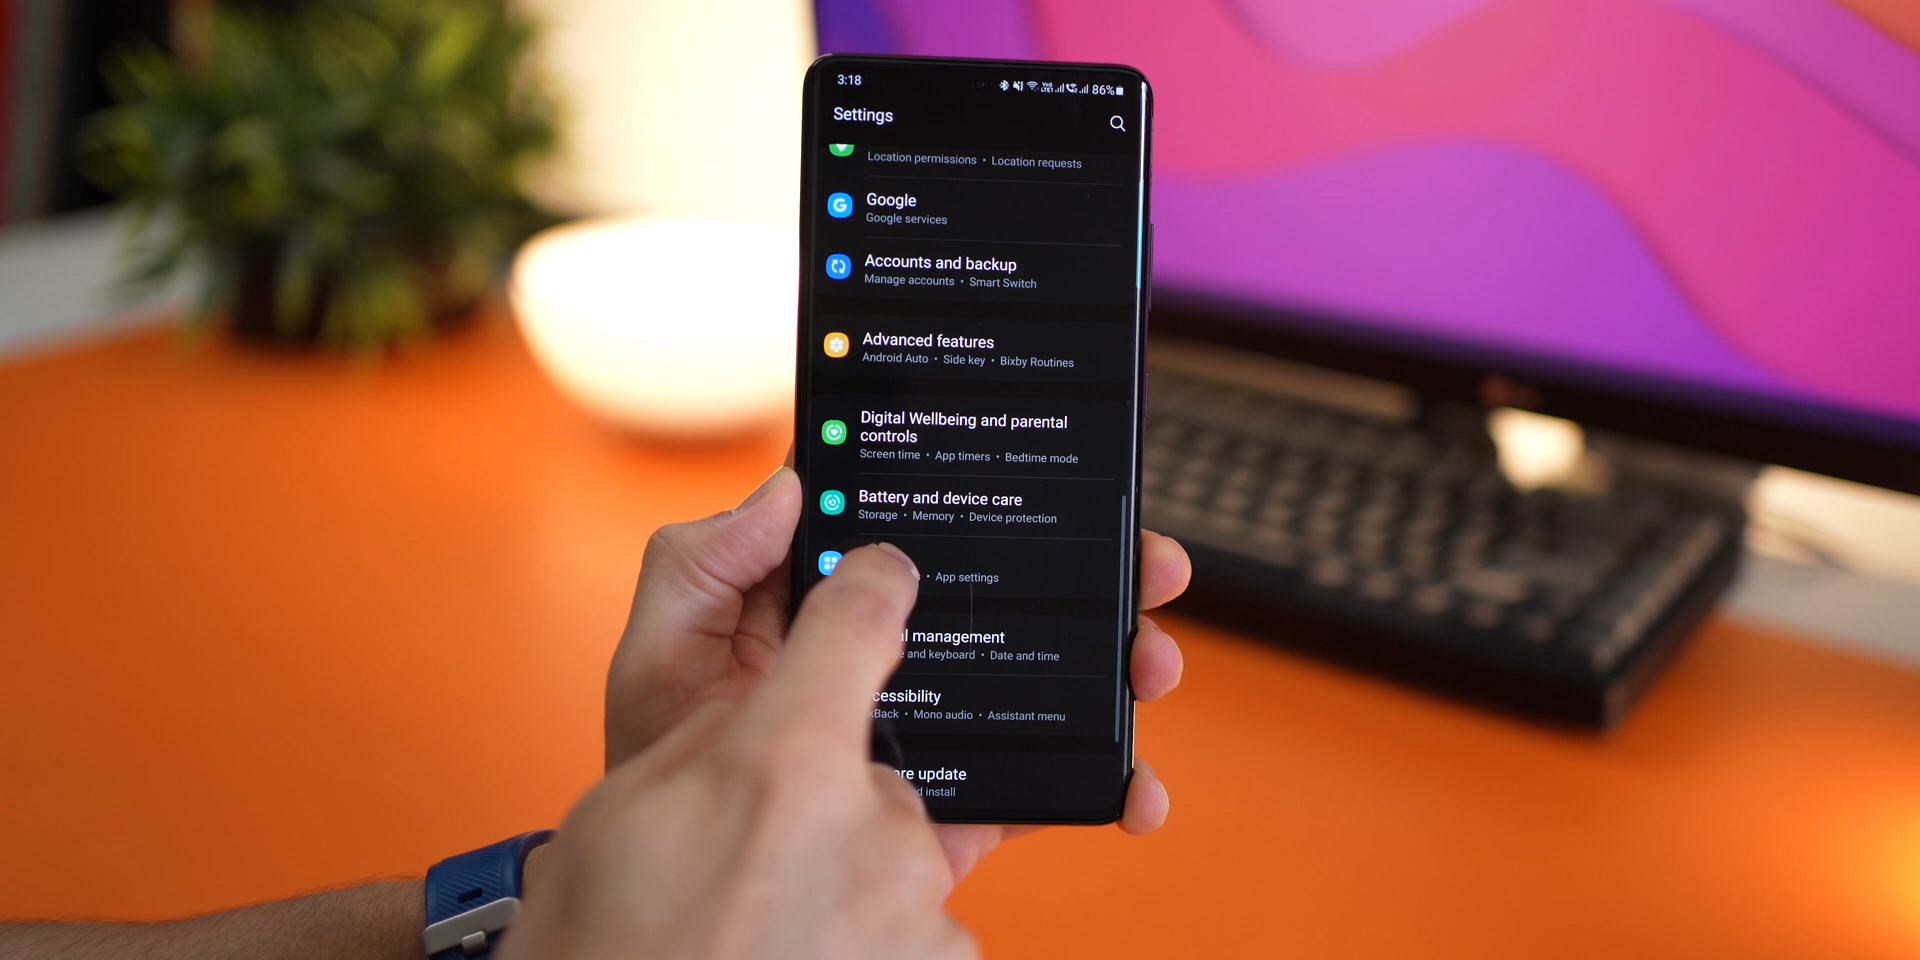 3:18
86%
Settings
Location permissions • Location requests
Google
Google services
Accounts and backup
Manage accounts • Smart Switch
Advanced features
Android Auto • Side key • Bixby Routines
Digital Wellbeing and parental
controls
Screen time • App timers • Bedtime mode
Battery and device care
Storage • Memory • Device protection
• App settings
management
and keyboard • Date and time
cessibility
kBack • Mono audio • Assistant menu
update
install